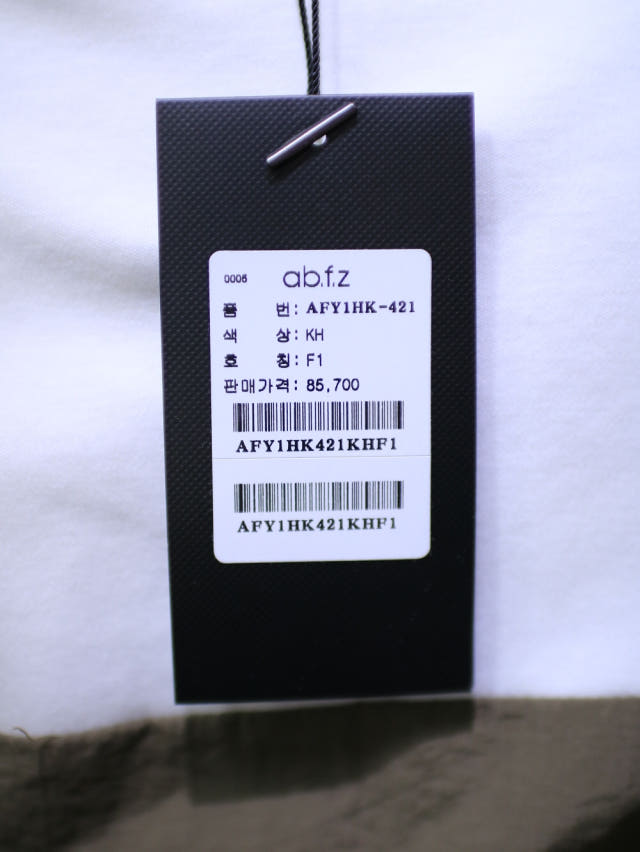 0006 ab.f.z
품 번: AFY1HK-421
색 상: KH
호 칭: F1
판매가격: 85,700
AFY1HK421KHF1
AFY1HK421KHF1